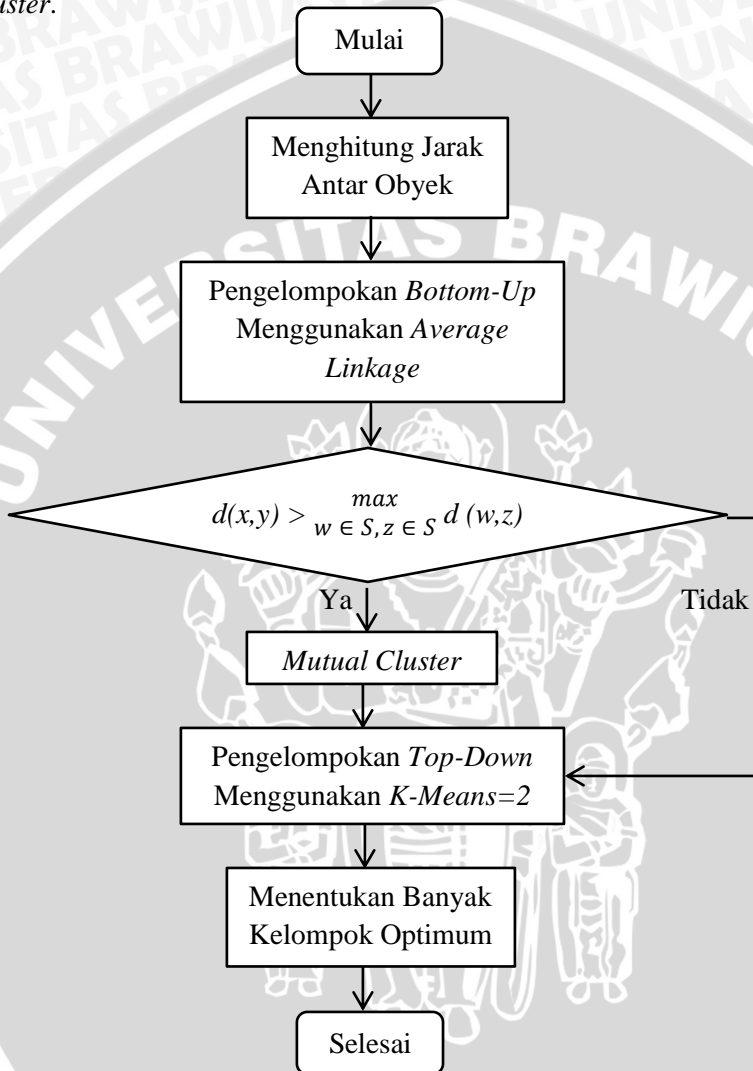 uster.
Mulai
Menghitung Jarak
Antar Obyek
Pengelompokan Bottom-Up
Menggunakan Average
Linkage
d(x,y) > max d (w,z)
w ∈ S, z ∈ S
Ya
Tidak
Mutual Cluster
Pengelompokan Top-Down
Menggunakan K-Means=2
Menentukan Banyak
Kelompok Optimum
Selesai